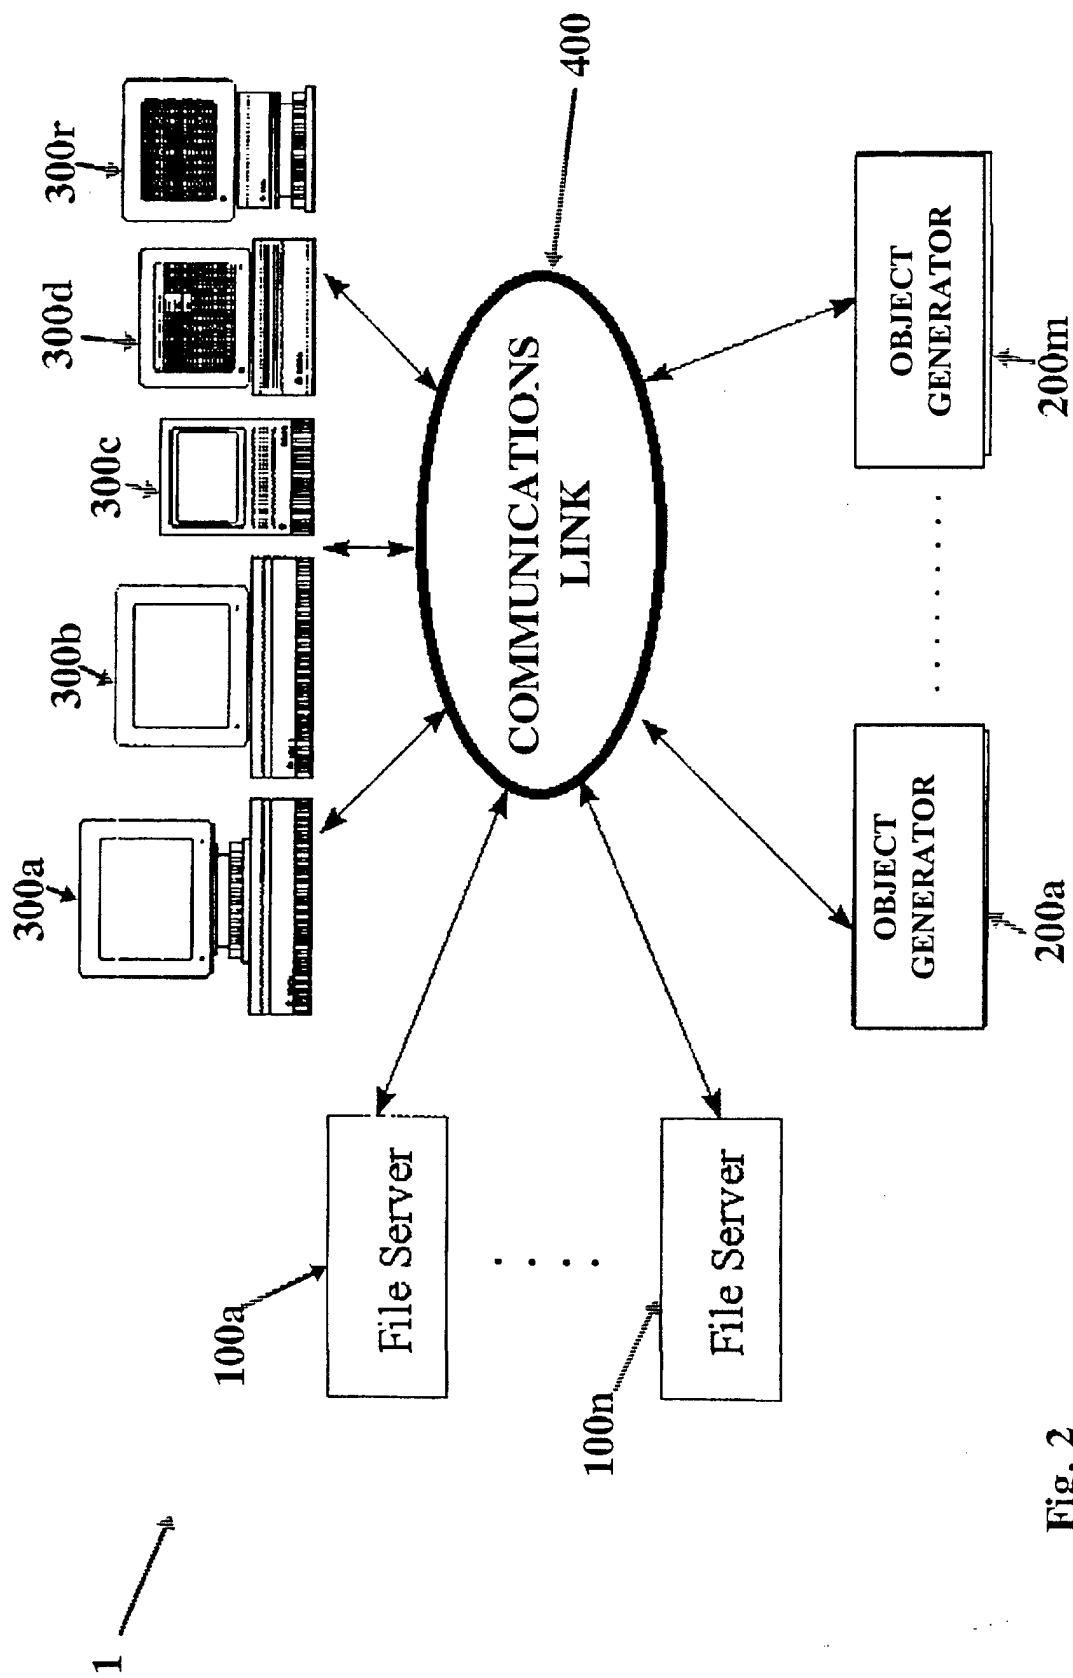 1
100a
File Server
. . . .
100n
File Server
300a
300b
300c
300d
300r
COMMUNICATIONS
LINK
400
OBJECT
GENERATOR
200a
. . . . . . . . .
OBJECT
GENERATOR
200m
Fig. 2